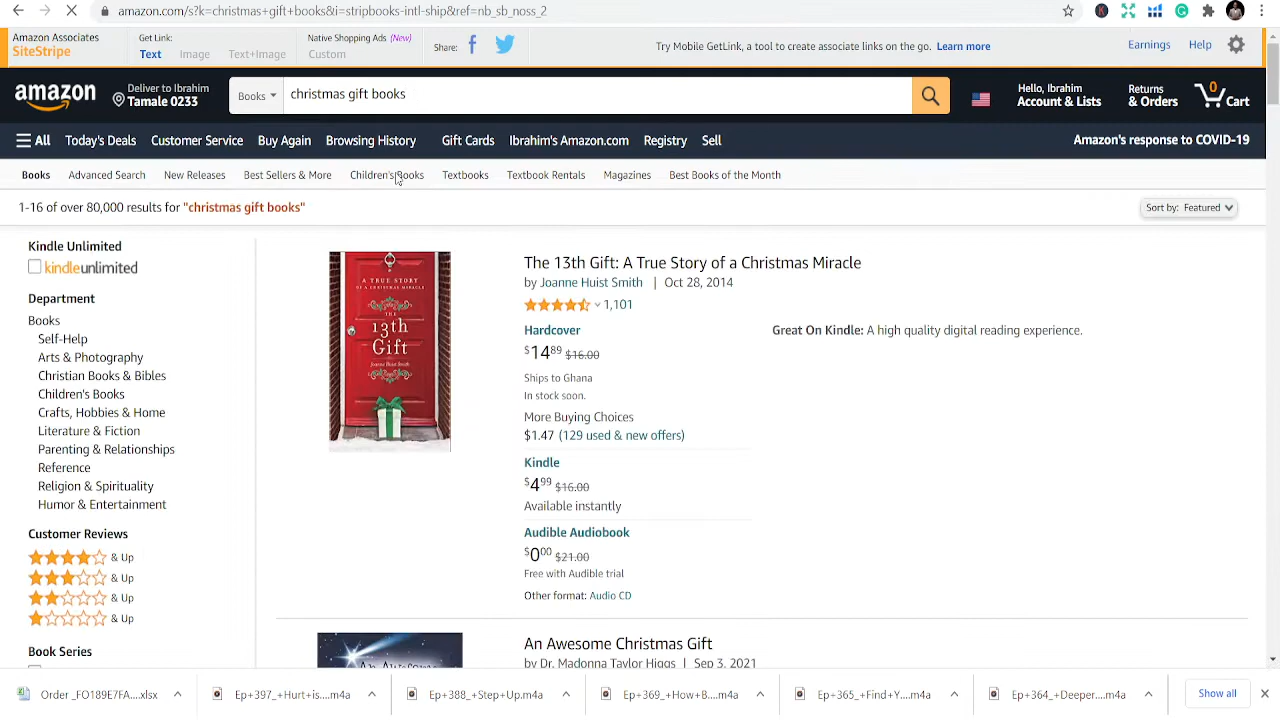 amazon.com/s?k=christmas+gift+books&i=stripbooks-intl-ship&ref=nb_sb_noss_2
Amazon Associates
SiteStripe
Get Link:
Text Image Text+Image
Native Shopping Ads (New)
Custom
Share:
Try Mobile GetLink, a tool to create associate links on the go. Learn more
Earnings Help
amazon
Deliver to Ibrahim
Tamale 0233
Books
christmas gift books
Hello, Ibrahim
Account & Lists
Returns
& Orders
0
Cart
All Today's Deals Customer Service Buy Again Browsing History Gift Cards Ibrahim's Amazon.com Registry Sell
Amazon's response to COVID-19
Books Advanced Search New Releases Best Sellers & More Children's Books Textbooks Textbook Rentals Magazines Best Books of the Month
1-16 of over 80,000 results for "christmas gift books"
Sort by: Featured
Kindle Unlimited
kindleunlimited
Department
Books
Self-Help
Arts & Photography
Christian Books & Bibles
Children's Books
Crafts, Hobbies & Home
Literature & Fiction
Parenting & Relationships
Reference
Religion & Spirituality
Humor & Entertainment
Customer Reviews
& Up
& Up
& Up
& Up
Book Series
A TRUE STORY
OF A CHRISTMAS MIRACLE
THE
13th
Gift
Joanne Huist Smith
The 13th Gift: A True Story of a Christmas Miracle
by Joanne Huist Smith | Oct 28, 2014
1,101
Hardcover
$14.89 $16.00
Ships to Ghana
In stock soon.
More Buying Choices
$1.47 (129 used & new offers)
Great On Kindle: A high quality digital reading experience.
Kindle
$4.99 $16.00
Available instantly
Audible Audiobook
$0.00 $21.00
Free with Audible trial
Other format: Audio CD
An Awesome Christmas Gift
by Dr. Madonna Taylor Higgs | Sep 3, 2021
Order _FO189E7FA....xlsx
Ep+397_+Hurt+is....m4a
Ep+388_+Step+Up.m4a
Ep+369_+How+B....m4a
Ep+365_+Find+Y....m4a
Ep+364_+Deeper....m4a
Show all